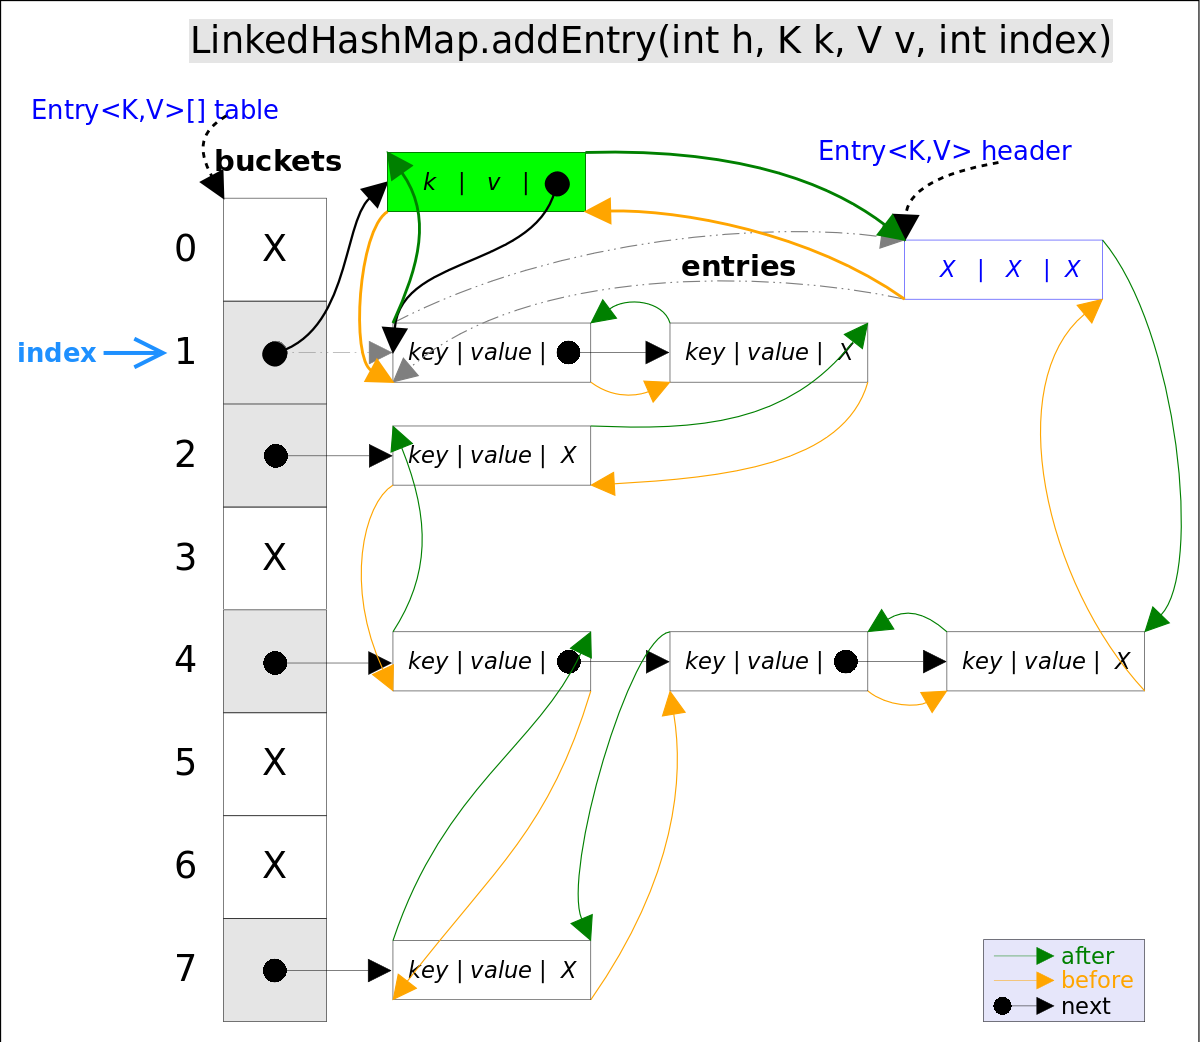 LinkedHashMap.addEntry(int h, K k, V v, int index)
Entry<K,V>[] table
Entry<K,V> header
buckets
k | v |
0 X
X | X | X
entries
index 1 key | value | key | value | X
2 key | value | X
3 X
4 key | value | key | value | key | value | X
5 X
6 X
7 key | value | X
after
before
next